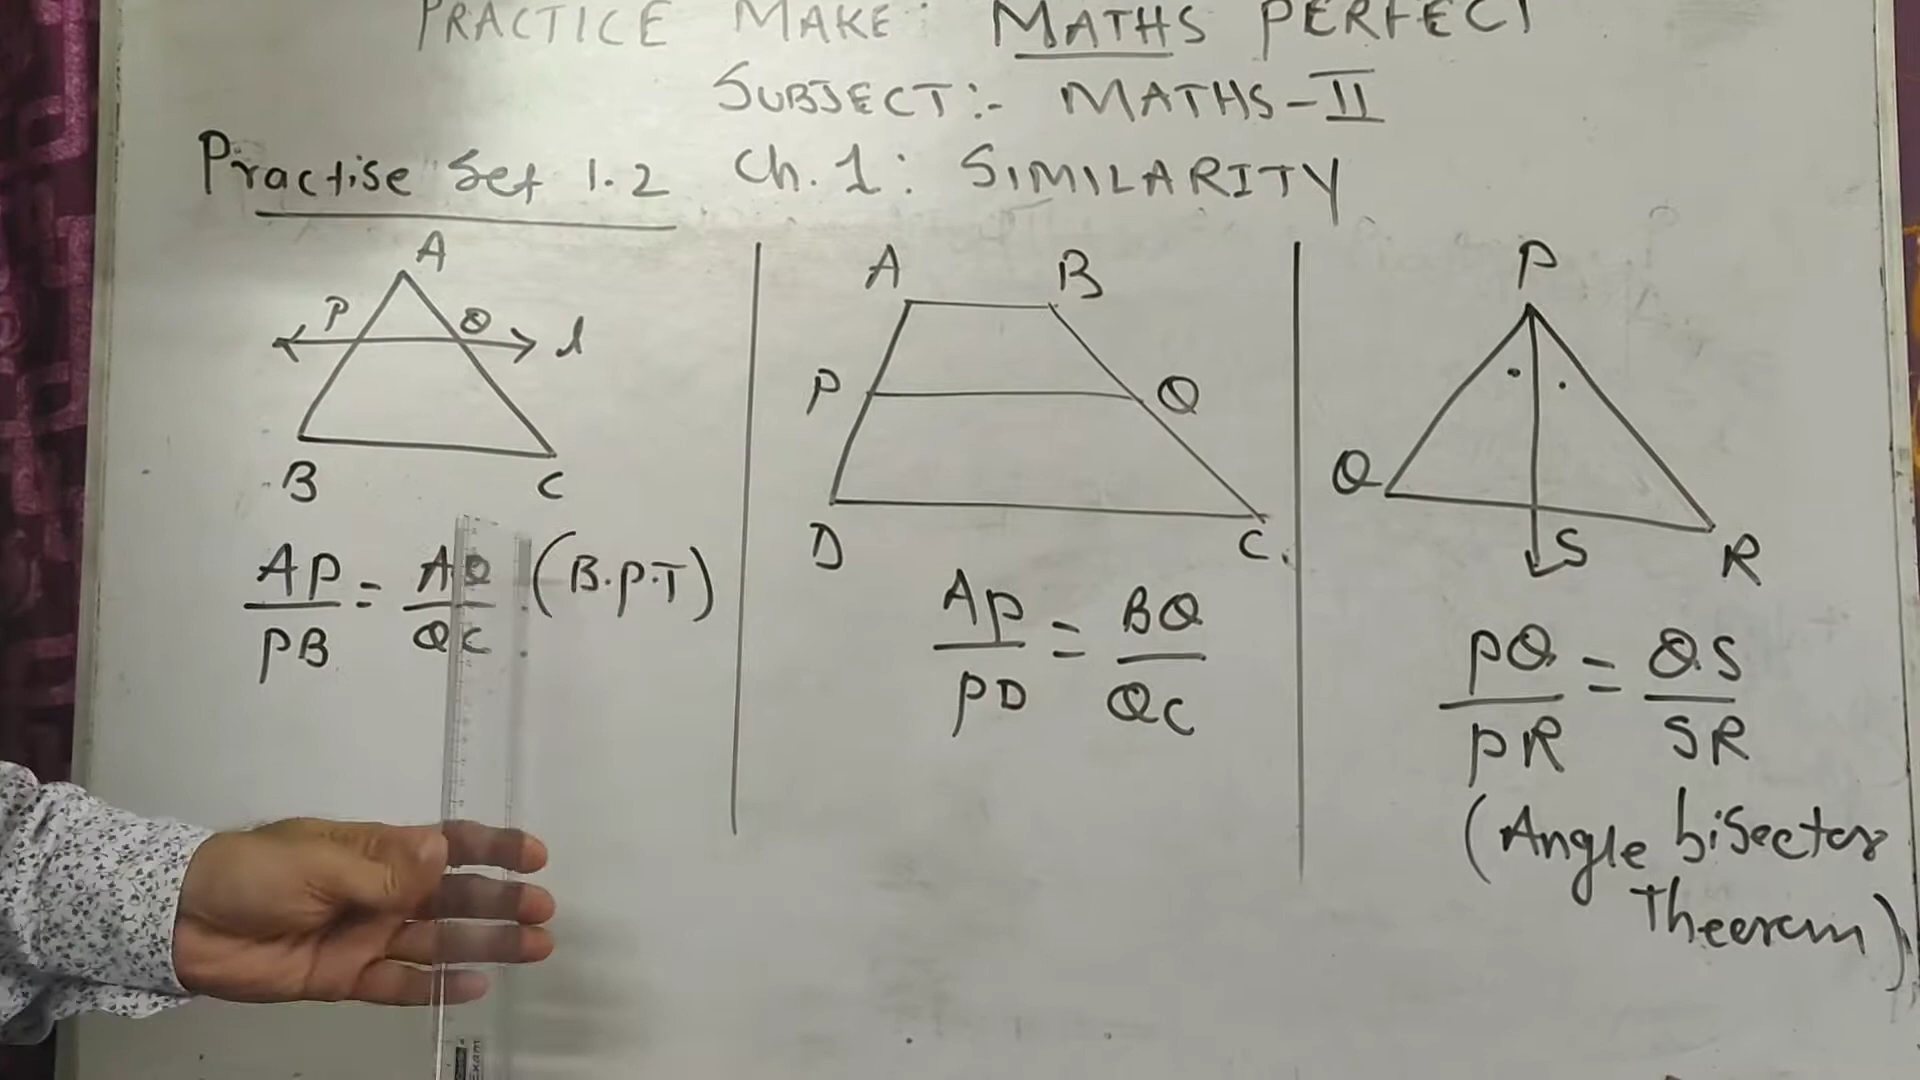 PRACTICE MAKE: MATHS PERFECT
SUBJECT:- MATHS-II
Practise Set 1.2 Ch. 1: SIMILARITY
A
P Q l
B C
AP/PB = AQ/QC (B.P.T)
A B
P Q
D C.
AP/PD = BQ/QC
P
Q S R
PQ/PR = QS/SR
(Angle bisector
Theorem)